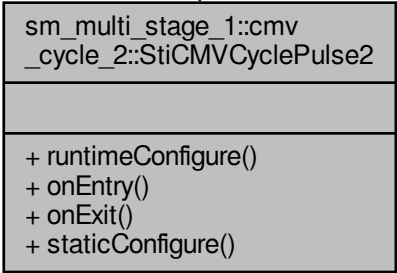 sm_multi_stage_1::cmv
_cycle_2::StiCMVCyclePulse2
+ runtimeConfigure()
+ onEntry()
+ onExit()
+ staticConfigure()